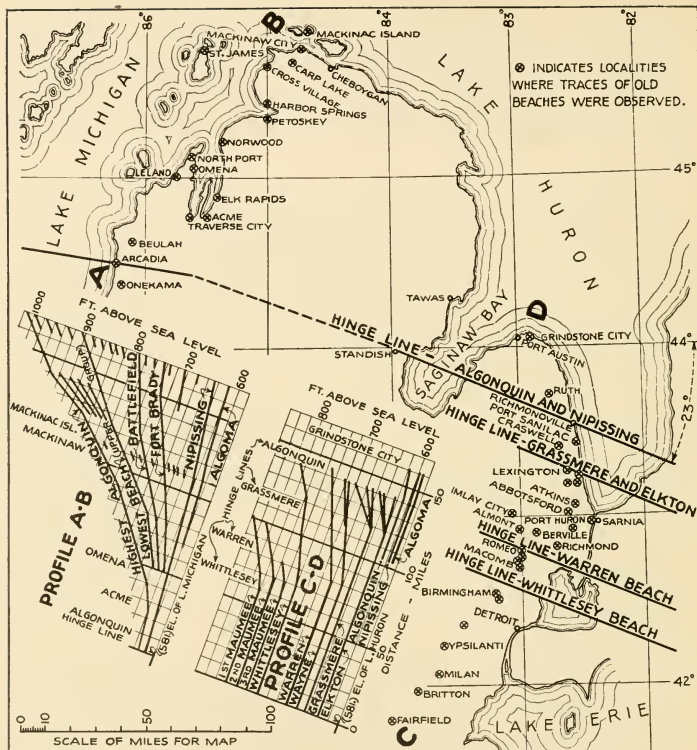 86
B
84
83
82
MACKINAC ISLAND
MACKINAW CITY
ST. JAMES
CARP LAKE
CROSS VILLAGE
CHEBOYGAN
HARBOR SPRINGS
PETOSKEY
LAKE HURON
⊗ INDICATES LOCALITIES
WHERE TRACES OF OLD
BEACHES WERE OBSERVED.
LAKE MICHIGAN
NORWOOD
NORTH PORT
OMENA
LELAND
ELK RAPIDS
ACME
TRAVERSE CITY
45°
BEULAH
A
ARCADIA
ONEKAMA
TAWAS
SAGINAW BAY
D
STANDISH
GRINDSTONE CITY
PORT AUSTIN
44°
23°
HINGE LINE - ALGONQUIN AND NIPISSING
RUTH
RICHMONVILLE
PORT SANILAC
CRASWELL
HINGE LINE-GRASSMERE AND ELKTON
LEXINGTON
ATKINS
ABBOTSFORD
IMLAY CITY
ALMONT
PORT HURON
SARNIA
BERVILLE
RICHMOND
ROMEO
MACOMB
HINGE LINE-WARREN BEACH
HINGE LINE-WHITTLESEY BEACH
BIRMINGHAM
DETROIT
YPSILANTI
MILAN
BRITTON
42°
FAIRFIELD
C
LAKE ERIE
FT. ABOVE SEA LEVEL
1000
900
800
700
600
MACKINAC ISL.
MACKINAW
HIGHEST ALGONQUIN
LOWEST BEACH (UPPER GROUP)
BATTLEFIELD
FORT BRADY
NIPISSING
ALGOMA
PROFILE A-B
OMENA
ACME
ALGONQUIN
HINGE LINE
(581) EL. OF L. MICHIGAN
FT. ABOVE SEA LEVEL
800
700
600
GRINDSTONE CITY
HINGE LINES
ALGONQUIN
GRASSMERE
WARREN
WHITTLESEY
PROFILE C-D
1ST MAUMEE
2ND MAUMEE
3RD MAUMEE
WHITTLESEY
WARREN
WAYNE
GRASSMERE
ELKTON
ALGONQUIN
NIPISSING
ALGOMA
(581) EL. OF L. HURON
0 50 100 150
DISTANCE - MILES
0 10 50 100
SCALE OF MILES FOR MAP